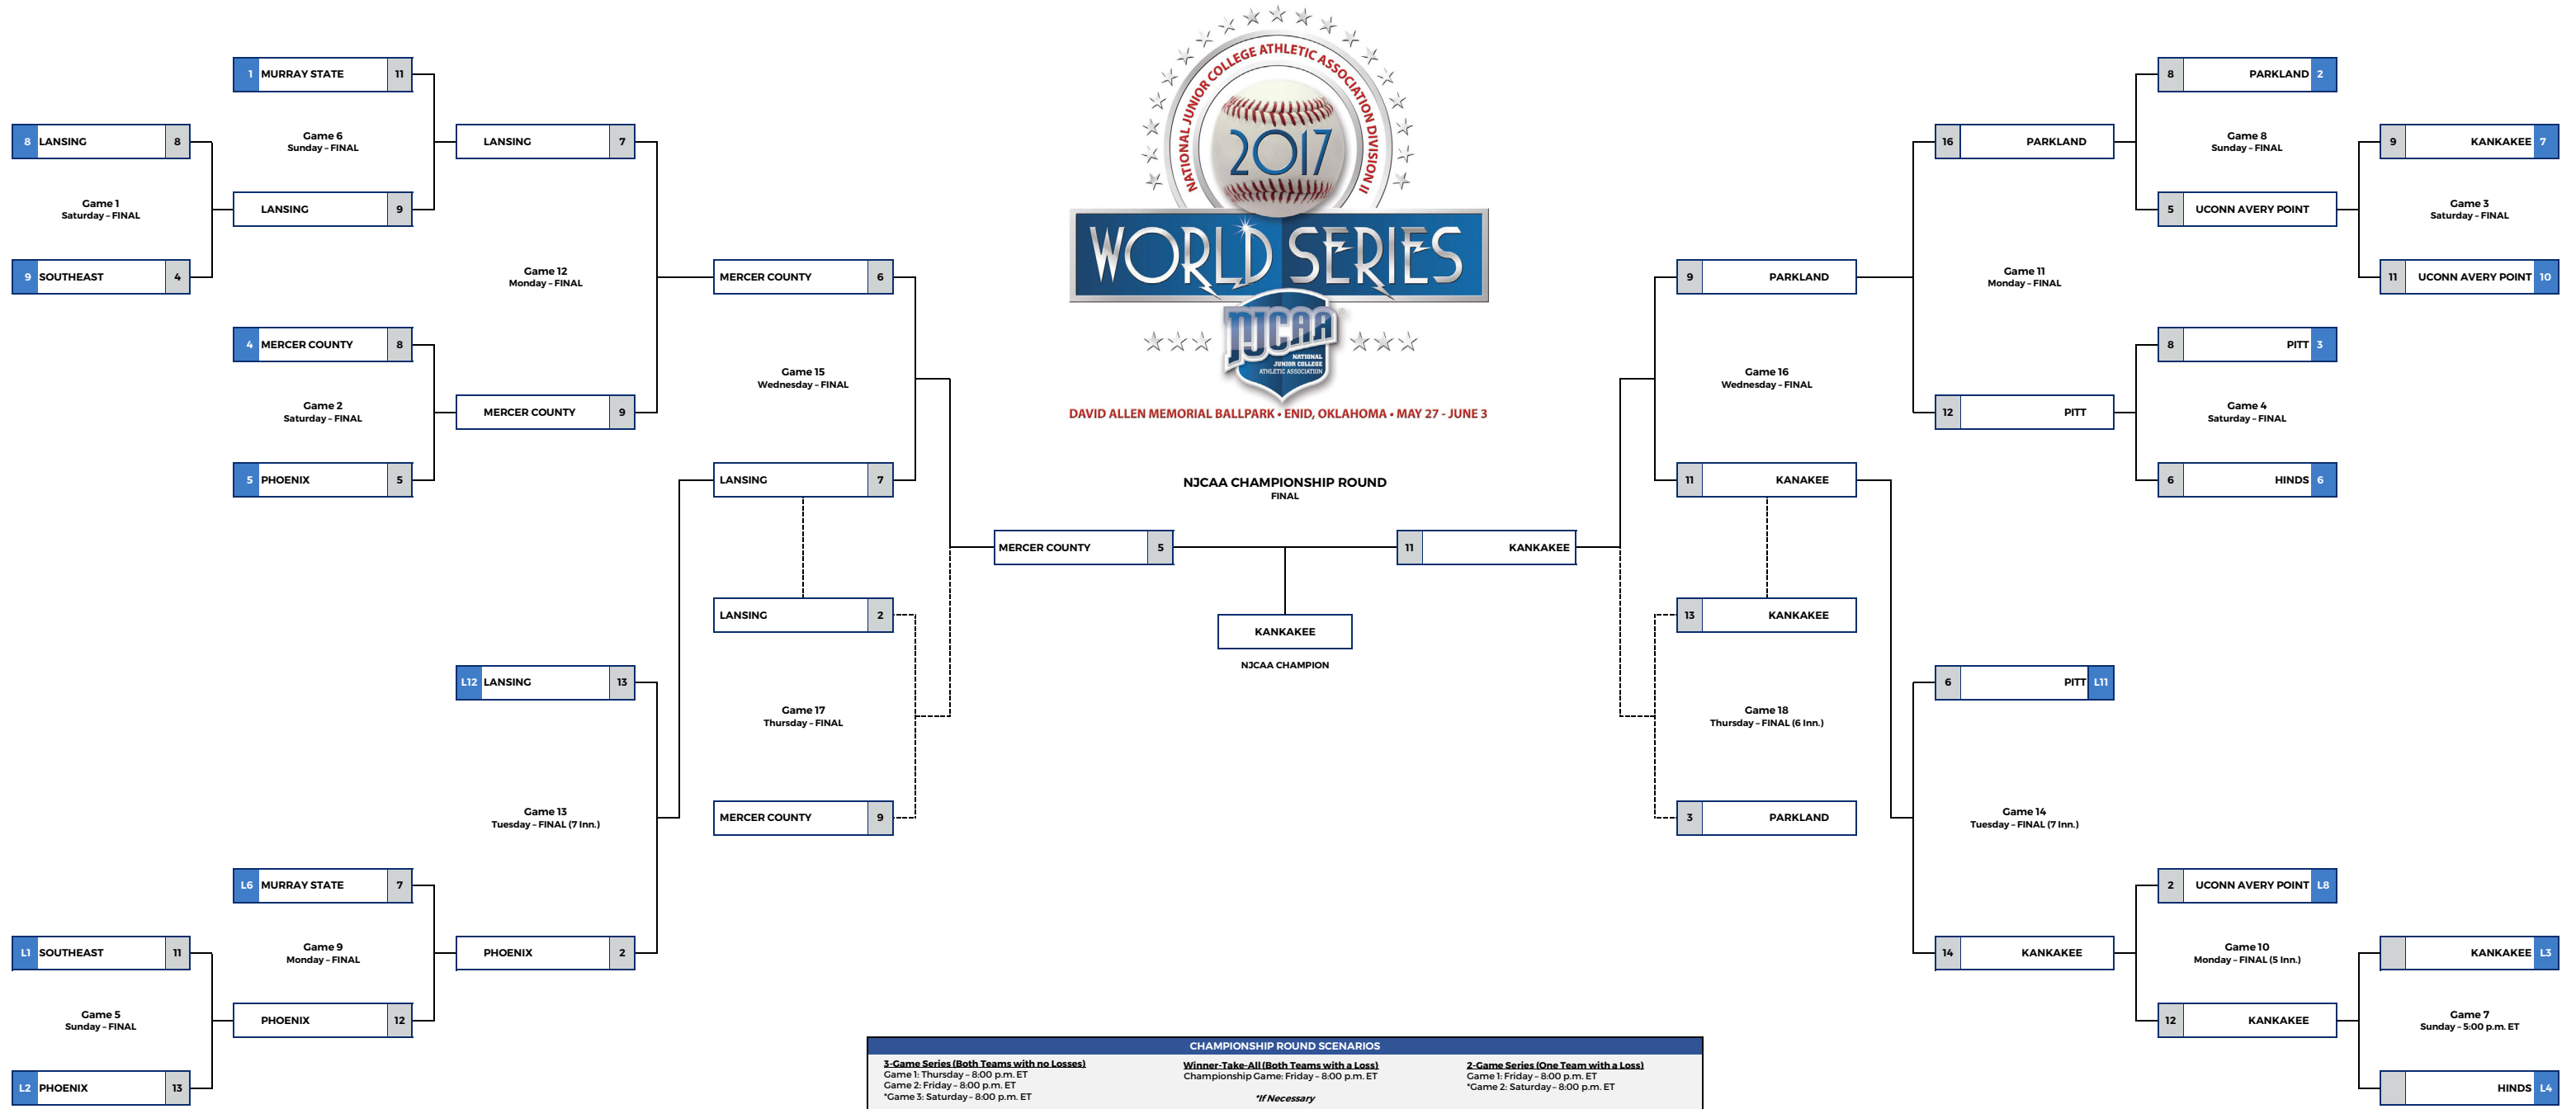 NATIONAL JUNIOR COLLEGE ATHLETIC ASSOCIATION DIVISION II
2017
WORLD SERIES
NJCAA
NATIONAL
JUNIOR COLLEGE
ATHLETIC ASSOCIATION
DAVID ALLEN MEMORIAL BALLPARK • ENID, OKLAHOMA • MAY 27 - JUNE 3
8 LANSING 8
Game 1
Saturday – FINAL
9 SOUTHEAST 4
L1 SOUTHEAST 11
Game 5
Sunday – FINAL
L2 PHOENIX 13
1 MURRAY STATE 11
Game 6
Sunday – FINAL
LANSING 9
4 MERCER COUNTY 8
Game 2
Saturday – FINAL
5 PHOENIX 5
L6 MURRAY STATE 7
Game 9
Monday – FINAL
PHOENIX 12
LANSING 7
Game 12
Monday – FINAL
MERCER COUNTY 9
L12 LANSING 13
Game 13
Tuesday – FINAL (7 Inn.)
PHOENIX 2
MERCER COUNTY 6
Game 15
Wednesday – FINAL
LANSING 7
LANSING 2
Game 17
Thursday – FINAL
MERCER COUNTY 9
NJCAA CHAMPIONSHIP ROUND
FINAL
MERCER COUNTY 5
11 KANKAKEE
KANKAKEE
NJCAA CHAMPION
9 PARKLAND
Game 16
Wednesday – FINAL
11 KANAKEE
13 KANKAKEE
Game 18
Thursday – FINAL (6 Inn.)
3 PARKLAND
16 PARKLAND
Game 11
Monday – FINAL
12 PITT
6 PITT L11
Game 14
Tuesday – FINAL (7 Inn.)
14 KANKAKEE
8 PARKLAND 2
Game 8
Sunday – FINAL
5 UCONN AVERY POINT
8 PITT 3
Game 4
Saturday – FINAL
6 HINDS 6
2 UCONN AVERY POINT L8
Game 10
Monday – FINAL (5 Inn.)
12 KANKAKEE
9 KANKAKEE 7
Game 3
Saturday – FINAL
11 UCONN AVERY POINT 10
KANKAKEE L3
Game 7
Sunday – 5:00 p.m. ET
HINDS L4
CHAMPIONSHIP ROUND SCENARIOS
3-Game Series (Both Teams with no Losses)
Game 1: Thursday – 8:00 p.m. ET
Game 2: Friday – 8:00 p.m. ET
*Game 3: Saturday – 8:00 p.m. ET
Winner-Take-All (Both Teams with a Loss)
Championship Game: Friday – 8:00 p.m. ET
*If Necessary
2-Game Series (One Team with a Loss)
Game 1: Friday – 8:00 p.m. ET
*Game 2: Saturday – 8:00 p.m. ET